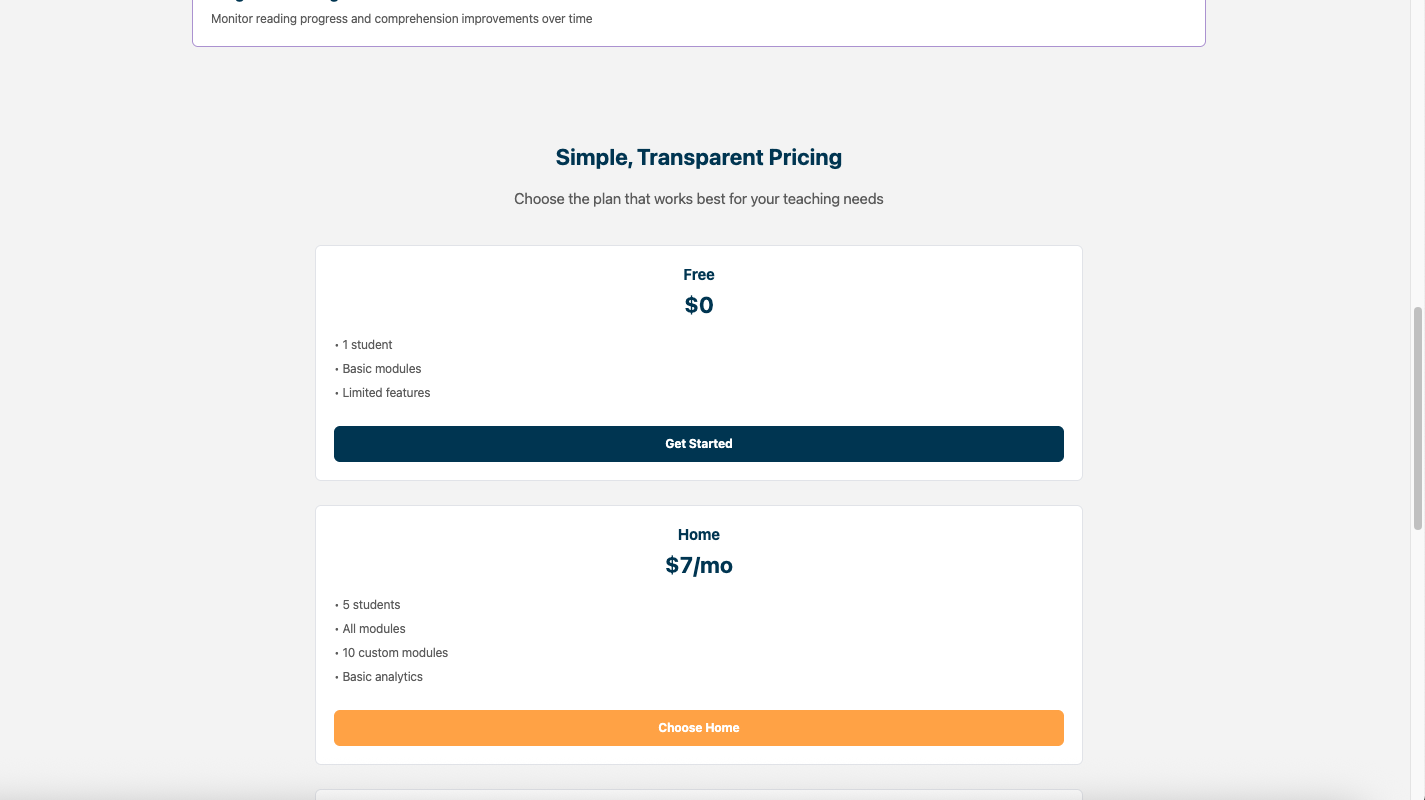 Monitor reading progress and comprehension improvements over time
Simple, Transparent Pricing
Choose the plan that works best for your teaching needs
Free
$0
• 1 student
• Basic modules
• Limited features
Get Started
Home
$7/mo
• 5 students
• All modules
• 10 custom modules
• Basic analytics
Choose Home